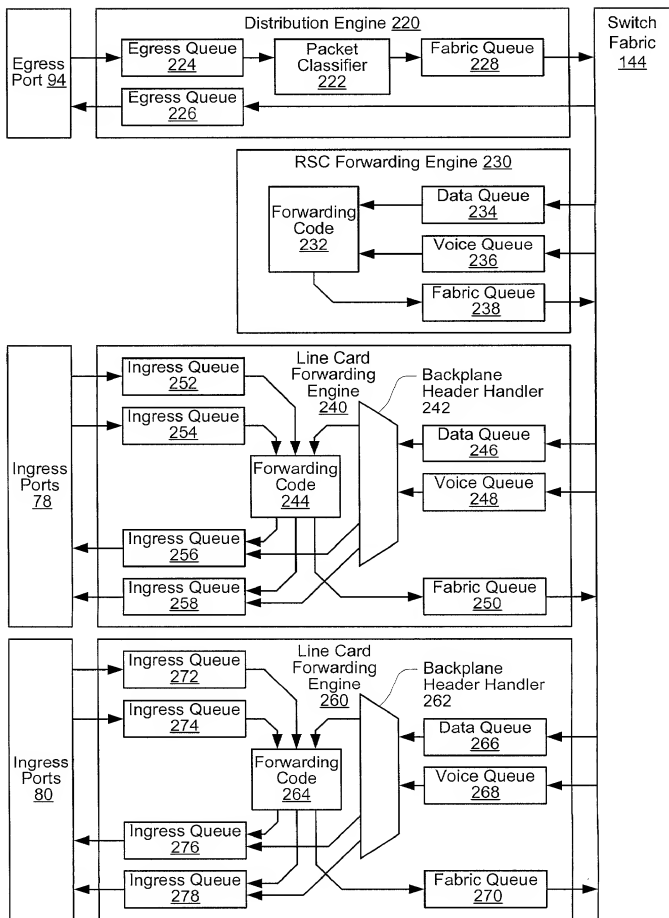 Distribution Engine 220
Switch
Fabric
144
Egress
Port 94
Egress Queue
224
Packet
Classifier
222
Fabric Queue
228
Egress Queue
226
RSC Forwarding Engine 230
Forwarding
Code
232
Data Queue
234
Voice Queue
236
Fabric Queue
238
Ingress
Ports
78
Ingress Queue
252
Ingress Queue
254
Line Card
Forwarding
Engine
240
Backplane
Header Handler
242
Forwarding
Code
244
Data Queue
246
Voice Queue
248
Ingress Queue
256
Ingress Queue
258
Fabric Queue
250
Ingress
Ports
80
Ingress Queue
272
Ingress Queue
274
Line Card
Forwarding
Engine
260
Backplane
Header Handler
262
Forwarding
Code
264
Data Queue
266
Voice Queue
268
Ingress Queue
276
Ingress Queue
278
Fabric Queue
270